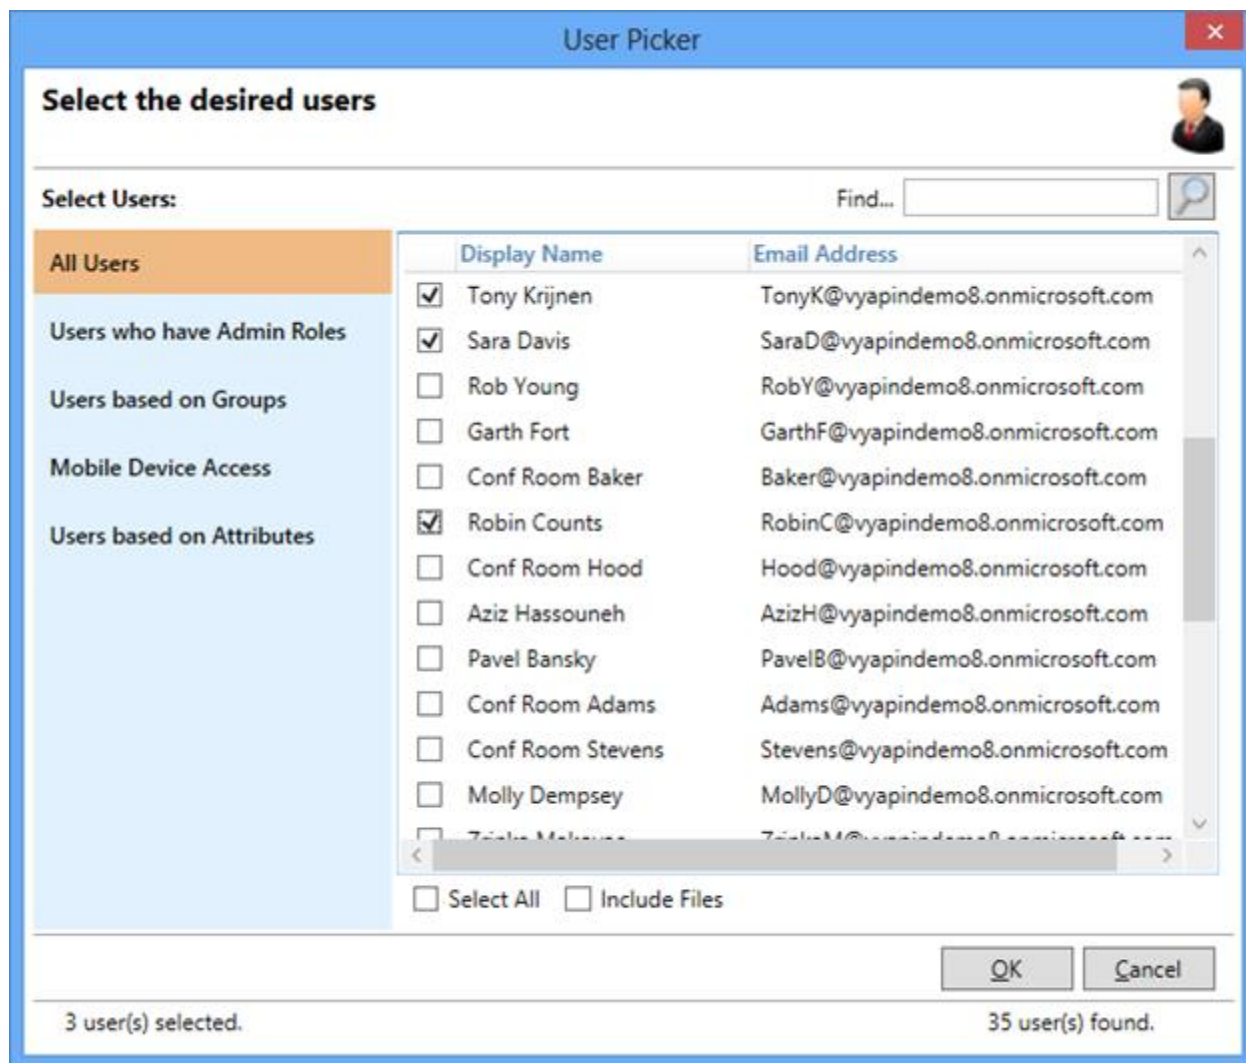 User Picker
Select the desired users
Select Users:
Find...
All Users
Users who have Admin Roles
Users based on Groups
Mobile Device Access
Users based on Attributes
Display Name Email Address
Tony Krijnen TonyK@vyapindemo8.onmicrosoft.com
Sara Davis SaraD@vyapindemo8.onmicrosoft.com
Rob Young RobY@vyapindemo8.onmicrosoft.com
Garth Fort GarthF@vyapindemo8.onmicrosoft.com
Conf Room Baker Baker@vyapindemo8.onmicrosoft.com
Robin Counts RobinC@vyapindemo8.onmicrosoft.com
Conf Room Hood Hood@vyapindemo8.onmicrosoft.com
Aziz Hassouneh AzizH@vyapindemo8.onmicrosoft.com
Pavel Bansky PavelB@vyapindemo8.onmicrosoft.com
Conf Room Adams Adams@vyapindemo8.onmicrosoft.com
Conf Room Stevens Stevens@vyapindemo8.onmicrosoft.com
Molly Dempsey MollyD@vyapindemo8.onmicrosoft.com
Select All Include Files
OK Cancel
3 user(s) selected. 35 user(s) found.